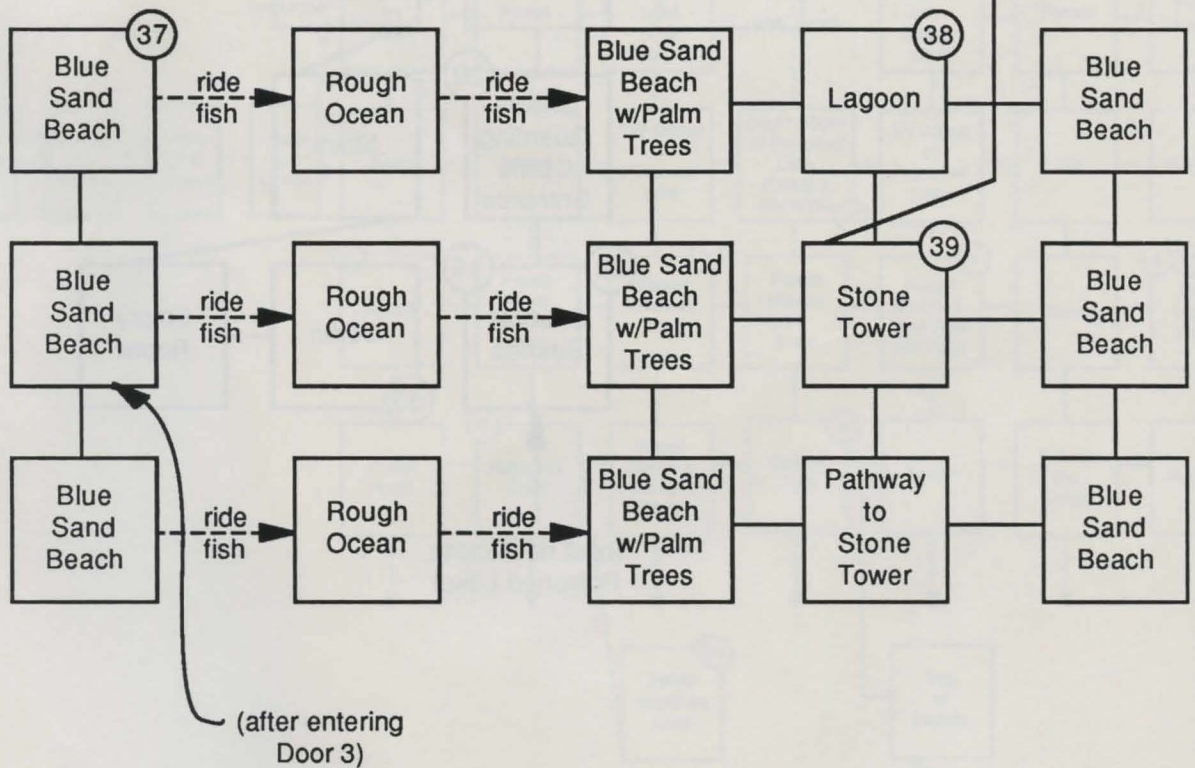 37
Blue
Sand
Beach
ride
fish
Rough
Ocean
ride
fish
Blue Sand
Beach
w/Palm
Trees
38
Lagoon
Blue
Sand
Beach
Blue
Sand
Beach
ride
fish
Rough
Ocean
ride
fish
Blue Sand
Beach
w/Palm
Trees
39
Stone
Tower
Blue
Sand
Beach
Blue
Sand
Beach
ride
fish
Rough
Ocean
ride
fish
Blue Sand
Beach
w/Palm
Trees
Pathway
to
Stone
Tower
Blue
Sand
Beach
(after entering
Door 3)